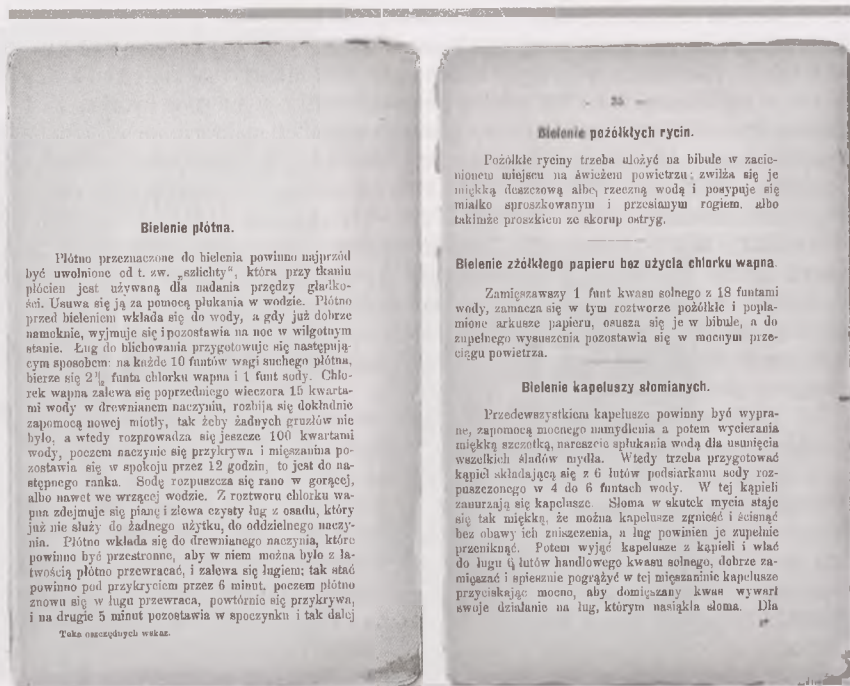 Bielenie płótna.
Płótno przeznaczone do bielenia powinno najprzód
być uwolnione od t. zw. „szlichty“, która przy tkaniu
płócien jest używaną dla nadania przędzy gładko-
ści. Usuwa się ją za pomocą płukania w wodzie. Płótno
przed bieleniem wkłada się do wody, a gdy już dobrze
namoknie, wyjmuje się i pozostawia na noc w wilgotnym
stanie. Ług do blichowania przygotowuje się następują-
cym sposobem: na każde 10 funtów wagi suchego płótna,
bierze się 2 funta chlorku wapna i 1 funt sody. Chlo-
rek wapna zalewa się poprzedniego wieczora 15 kwarta-
mi wody w drewnianem naczyniu, rozbija się dokładnie
zapomocą nowej miotły, tak żeby żadnych gruzłów nie
było, a wtedy rozprowadza się jeszcze 100 kwartami
wody, poczem naczynie się przykrywa i mięszanina po-
zostawia się w spokoju przez 12 godzin, to jest do na-
stępnego ranka. Sodę rozpuszcza się rano w gorącej,
albo nawet we wrzącej wodzie. Z roztworu chlorku wa-
pna zdejmuje się pianę i zlewa czysty ług z osadu, który
już nie służy do żadnego użytku, do oddzielnego naczy-
nia. Płótno wkłada się do drewnianego naczynia, które
powinno być przestronne, aby w niem można było z ła-
twością płótno przewracać, i zalewa się ługiem; tak stać
powinno pod przykryciem przez 6 minut, poczem płótno
znowu się w ługu przewraca, powtórnie się przykrywa,
i na drugie 5 minut pozostawia w spoczynku i tak dalej
Teka oszczędnych wskaz.
— 35 —
Bielenie pożółkłych rycin.
Pożółkłe ryciny trzeba ułożyć na bibule w zacie-
nionem miejscu na świeżem powietrzu; zwilża się je
miękką deszczową albo rzeczną wodą i posypuje się
miałko sproszkowanym i przesianym rogiem, albo
takimże proszkiem ze skorup ostryg.
Bielenie zżółkłego papieru bez użycia chlorku wapna.
Zamięszawszy 1 funt kwasu solnego z 18 funtami
wody, zamacza się w tym roztworze pożółkłe i popla-
mione arkusze papieru, osusza się je w bibule, a do
zupełnego wysuszenia pozostawia się w mocnym prze-
ciągu powietrza.
Bielenie kapeluszy słomianych.
Przedewszystkiem kapelusze powinny być wypra-
ne, zapomocą mocnego namydlenia a potem wycierania
miękką szczotką, nareszcie spłukania wodą dla usunięcia
wszelkich śladów mydła. Wtedy trzeba przygotować
kąpiel składającą się z 6 łutów podsiarkanu sody roz-
puszczonego w 4 do 6 funtach wody. W tej kąpieli
zanurzają się kapelusze. Słoma w skutek mycia staje
się tak miękką, że można kapelusze zgnieść i ścisnąć
bez obawy ich zniszczenia, a ług powinien je zupełnie
przeniknąć. Potem wyjąć kapelusze z kąpieli i wlać
do ługu łutów handlowego kwasu solnego, dobrze za-
mięszać i spiesznie pogrążyć w tej mięszaninie kapelusze
przyciskając mocno, aby domięszany kwas wywarł
swoje działanie na ług, którym nasiąkła słoma. Dla